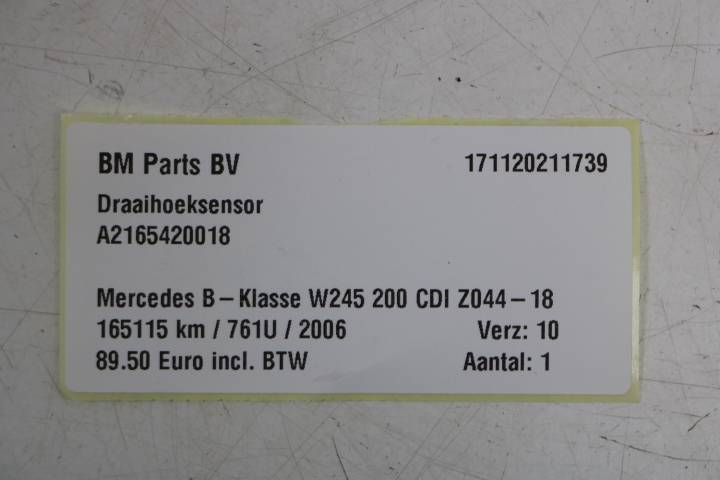 BM Parts BV 171120211739
Draaihoeksensor
A2165420018
Mercedes B-Klasse W245 200 CDI Z044-18
165115 km / 761U / 2006 Verz: 10
89.50 Euro incl. BTW Aantal: 1